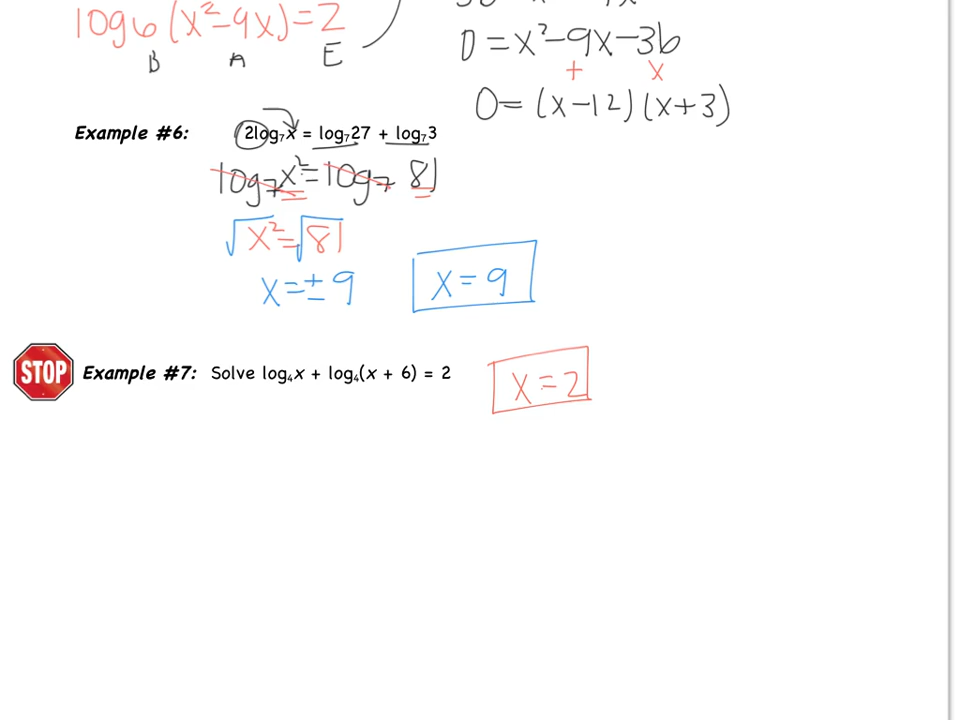 log₆(x²-9x)=2
B A E
0=x²-9x-36
+ x
0=(x-12)(x+3)
Example #6: 2log₇x = log₇27 + log₇3
log₇x²=log₇ 81
√x²=√81
x=±9
x=9
STOP
Example #7: Solve log₄x + log₄(x + 6) = 2
x=2